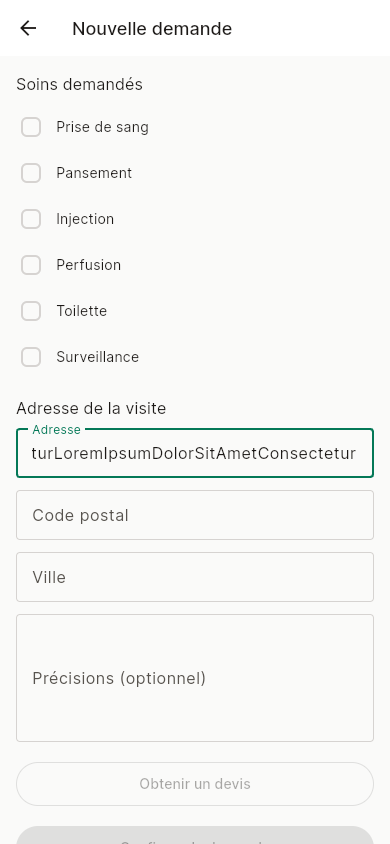 Nouvelle demande
Soins demandés
Prise de sang
Pansement
Injection
Perfusion
Toilette
Surveillance
Adresse de la visite
Adresse
turLoremIpsumDolorSitAmetConsectetur
Code postal
Ville
Précisions (optionnel)
Obtenir un devis